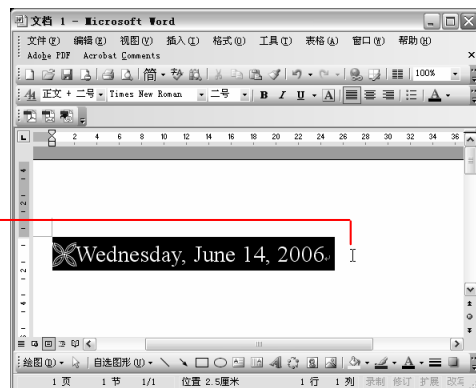 文档 1 - Microsoft Word
文件(F) 编辑(E) 视图(V) 插入(I) 格式(O) 工具(T) 表格(A) 窗口(W) 帮助(H)
Adobe PDF Acrobat Comments
简 100%
正文 + 二号 Times New Roman 二号 B I U A A
L 2 4 6 8 10 12 14 16 18 20 22 24 26 28 30 32 34 36
Wednesday, June 14, 2006
绘图(D) 自选图形(U) A
1 页 1 节 1/1 位置 2.5厘米 1 行 1 列 录制 修订 扩展 改写